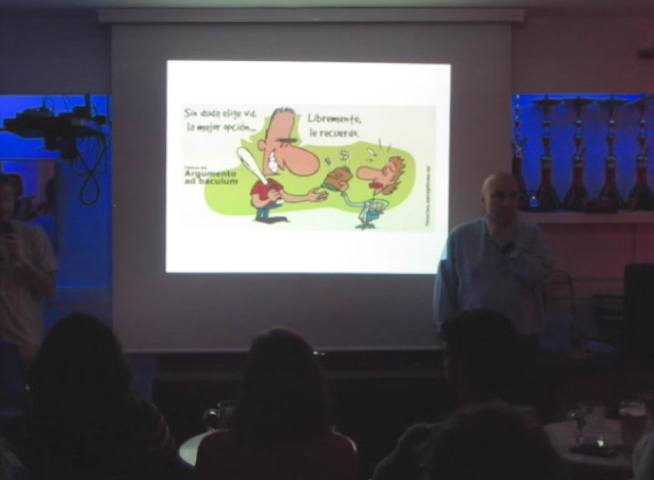 Sin duda elige Vd,
la mejor opción...
Libremente,
le recuerdo.
Argumento
ad baculum